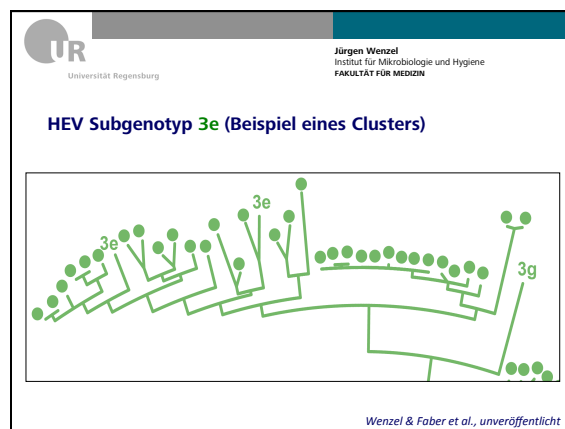 UR
Universität Regensburg
Jürgen Wenzel
Institut für Mikrobiologie und Hygiene
FAKULTÄT FÜR MEDIZIN
HEV Subgenotyp 3e (Beispiel eines Clusters)
3e
3e
3g
Wenzel & Faber et al., unveröffentlicht